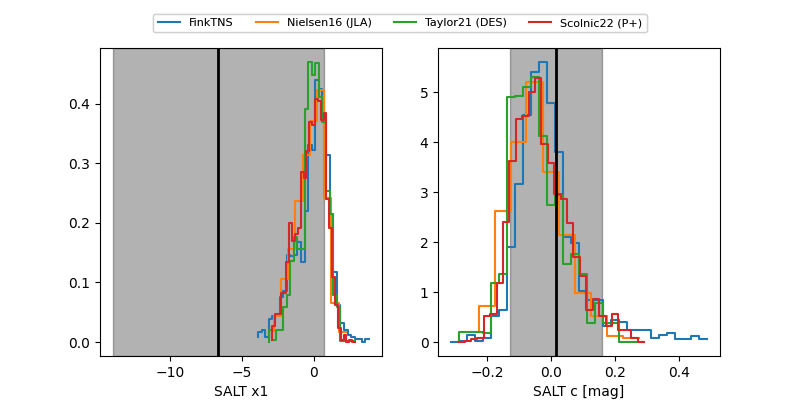 FinkTNS Nielsen16 (JLA) Taylor21 (DES) Scolnic22 (P+)
0.4
0.3
0.2
0.1
0.0
−10 −5 0
SALT x1
5
4
3
2
1
0
−0.2 0.0 0.2 0.4
SALT c [mag]